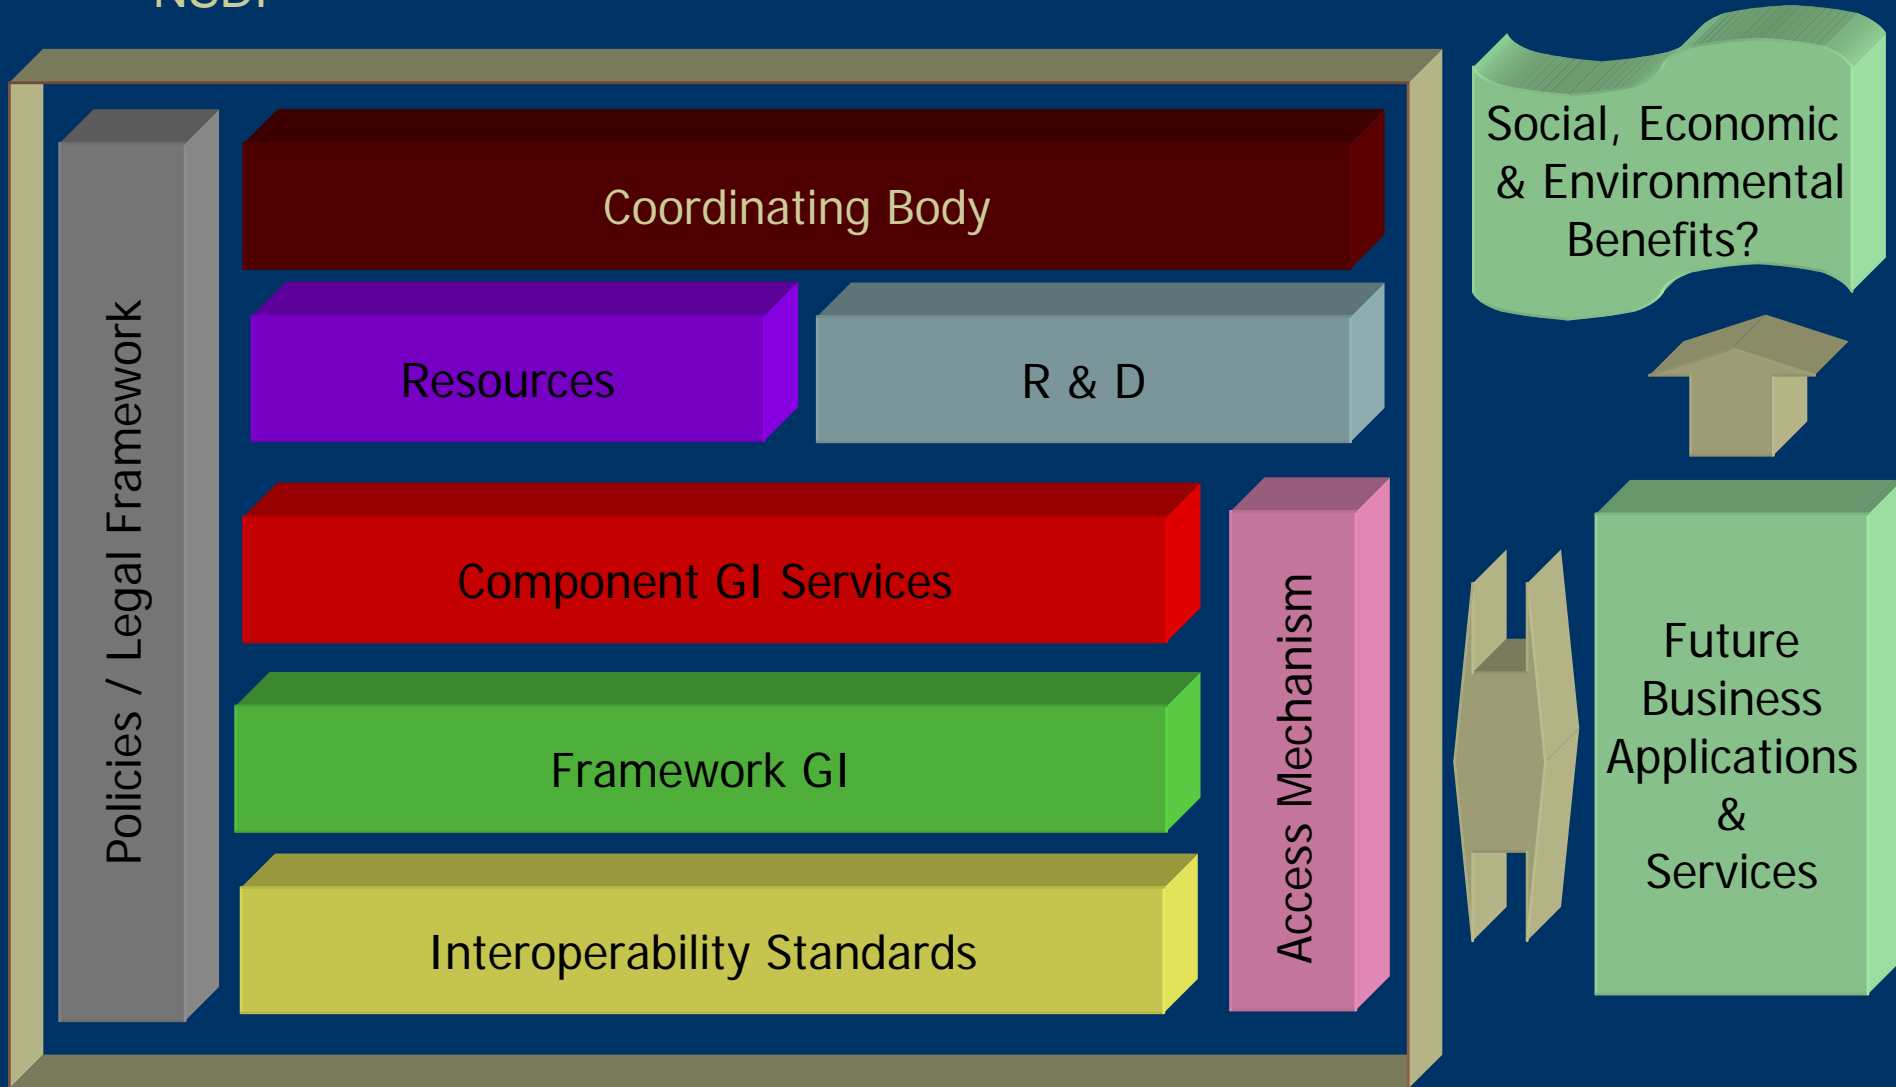 NSDI
Social, Economic
& Environmental
Benefits?
Coordinating Body
Resources
R & D
Policies / Legal Framework
Component GI Services
Access Mechanism
Framework GI
Interoperability Standards
Future
Business
Applications
&
Services